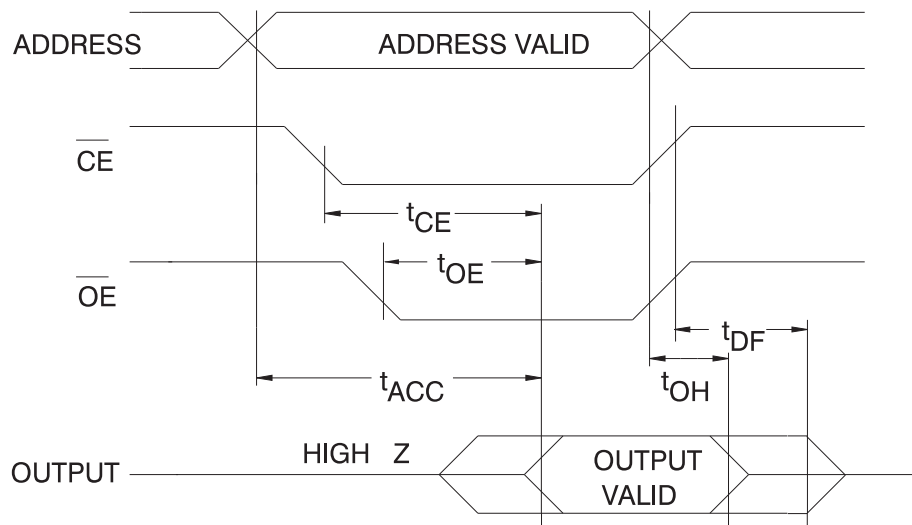 ADDRESS
ADDRESS VALID
CE
tCE
tOE
OE
tDF
tACC
tOH
HIGH Z
OUTPUT
OUTPUT
VALID